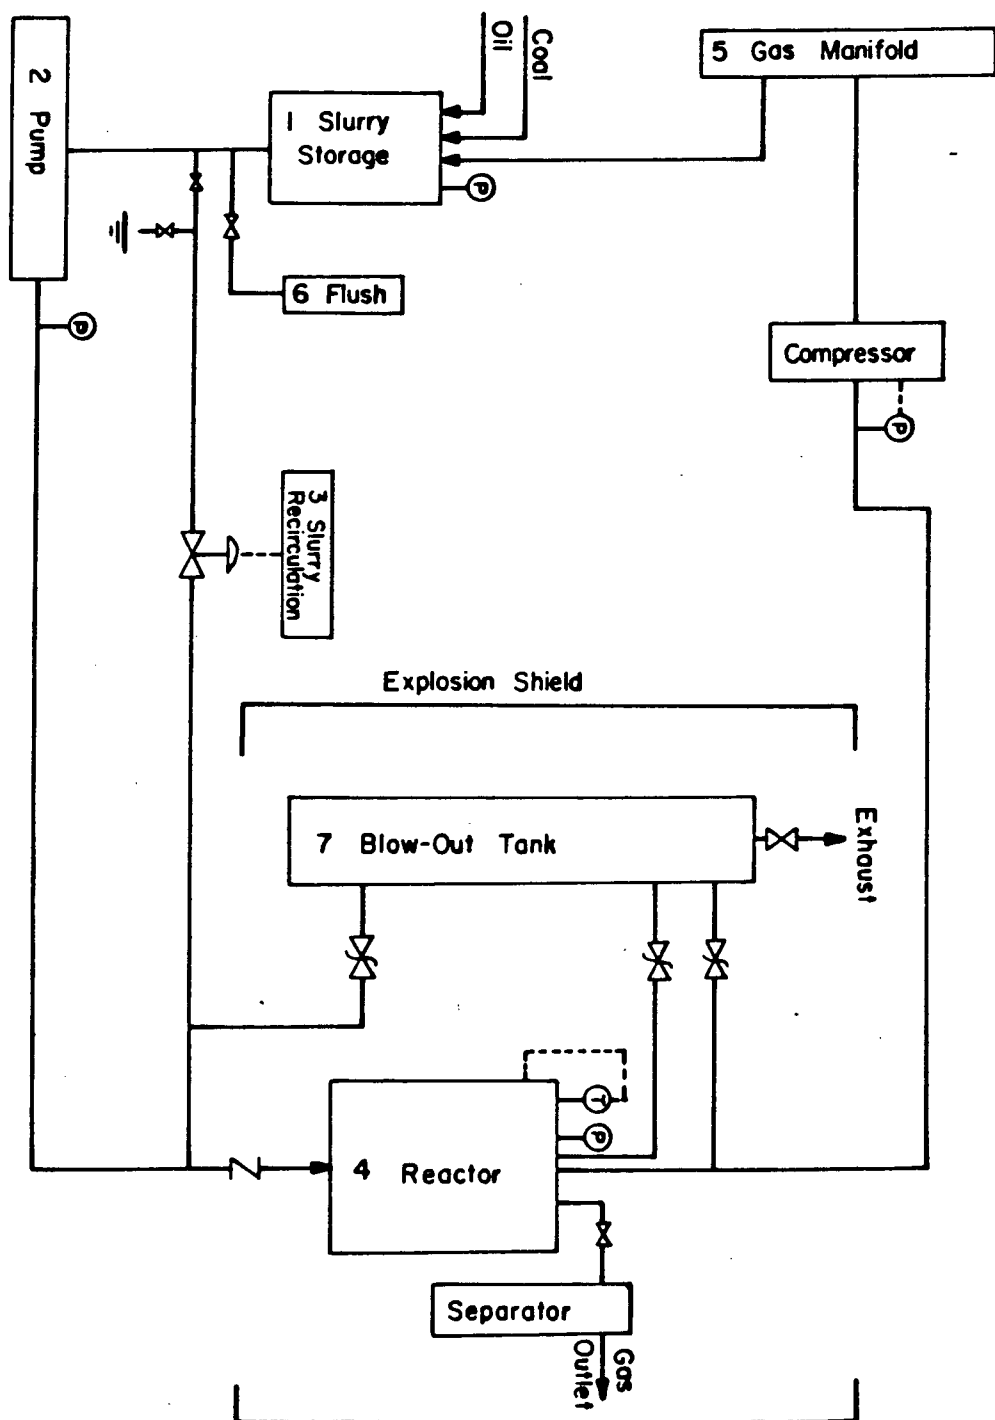 Oil
Coal
5 Gas Manifold
2 Pump
1 Slurry
Storage
P
6 Flush
P
Compressor
P
3 Slurry
Recirculation
Explosion Shield
7 Blow-Out Tank
Exhaust
T
P
4 Reactor
Separator
Gas
Outlet